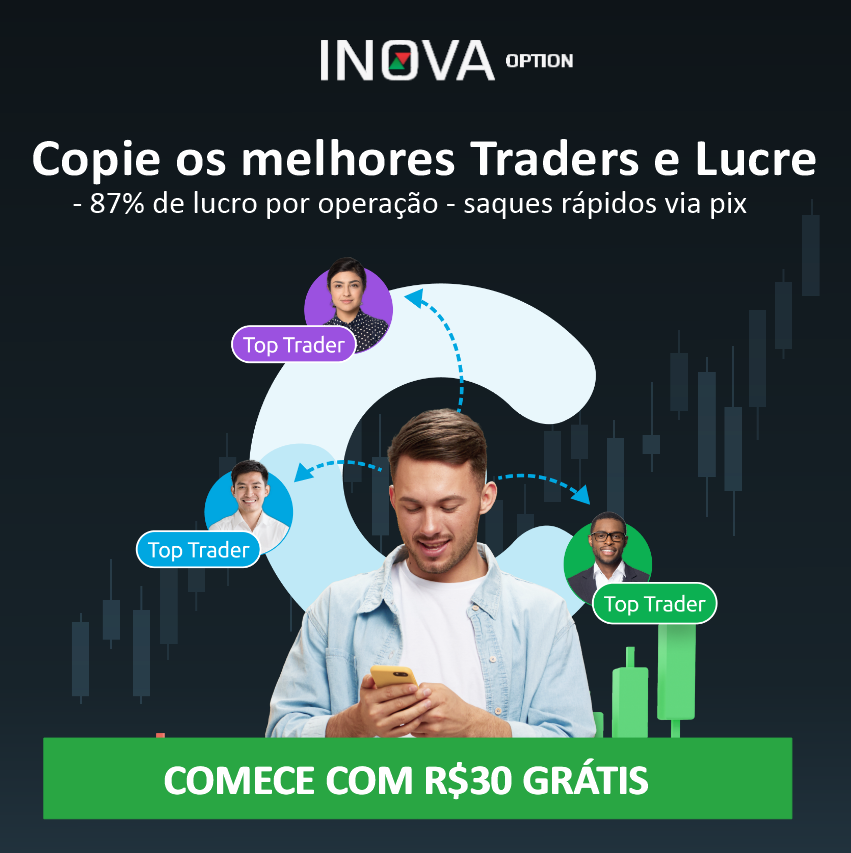 INOVA OPTION
Copie os melhores Traders e Lucre
- 87% de lucro por operação - saques rápidos via pix
Top Trader
Top Trader
Top Trader
COMECE COM R$30 GRÁTIS